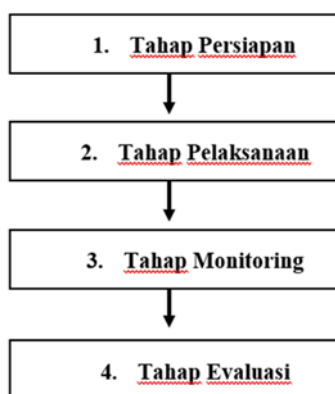 1. Tahap Persiapan
2. Tahap Pelaksanaan
3. Tahap Monitoring
4. Tahap Evaluasi